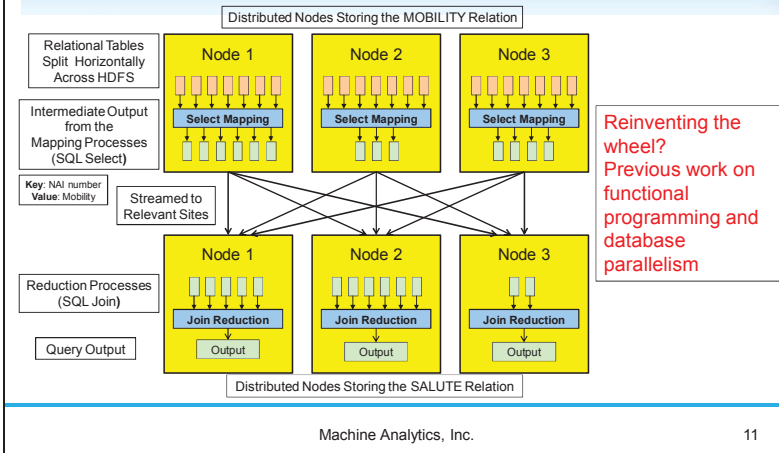 Distributed Nodes Storing the MOBILITY Relation
Relational Tables
Split Horizontally
Across HDFS
Node 1
Node 2
Node 3
Intermediate Output
from the
Mapping Processes
(SQL Select)
Select Mapping
Select Mapping
Select Mapping
Key: NAI number
Value: Mobility
Streamed to
Relevant Sites
Reinventing the
wheel?
Previous work on
functional
programming and
database
parallelism
Node 1
Node 2
Node 3
Reduction Processes
(SQL Join)
Join Reduction
Join Reduction
Join Reduction
Query Output
Output
Output
Output
Distributed Nodes Storing the SALUTE Relation
Machine Analytics, Inc.
11